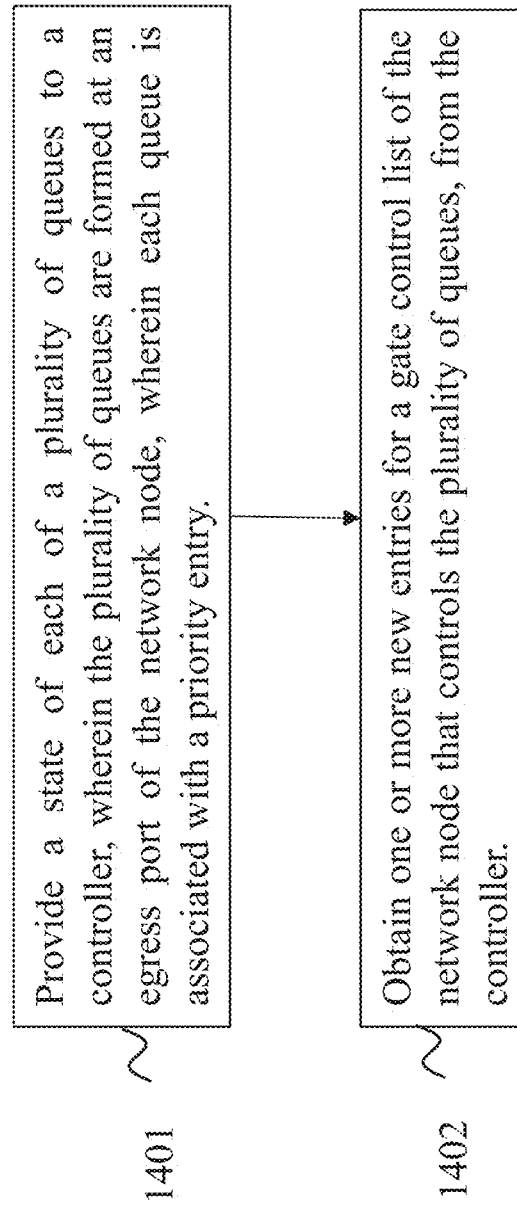 1401
Provide a state of each of a plurality of queues to a
controller, wherein the plurality of queues are formed at an
egress port of the network node, wherein each queue is
associated with a priority entry.
1402
Obtain one or more new entries for a gate control list of the
network node that controls the plurality of queues, from the
controller.